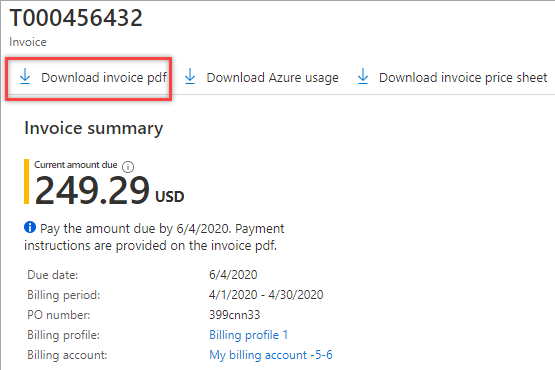 T000456432
Invoice
Download invoice pdf Download Azure usage Download invoice price sheet
Invoice summary
Current amount due
249.29 USD
Pay the amount due by 6/4/2020. Payment
instructions are provided on the invoice pdf.
Due date: 6/4/2020
Billing period: 4/1/2020 - 4/30/2020
PO number: 399cnn33
Billing profile: Billing profile 1
Billing account: My billing account -5-6